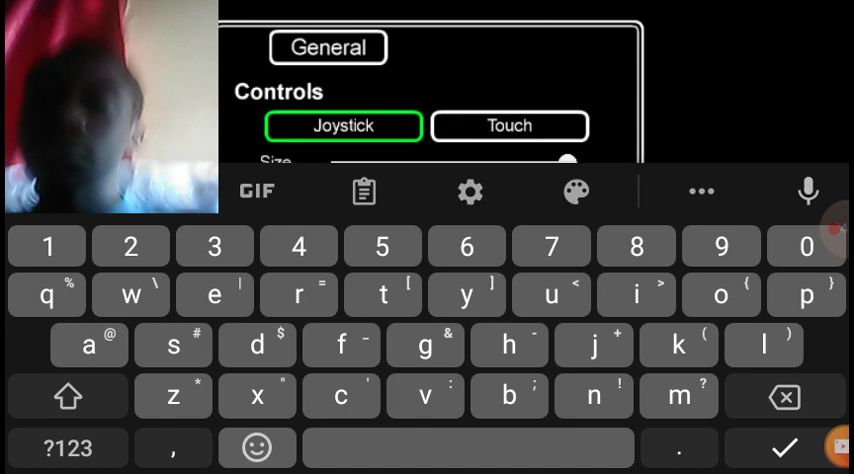 General
Controls
Joystick Touch
Size
GIF
1 2 3 4 5 6 7 8 9 0
q % w \ e | r = t [ y ] u < i > o { p }
a @ s # d $ f _ g & h - j + k ( l )
z * x " c ' v : b ; n ! m ?
?123 , .